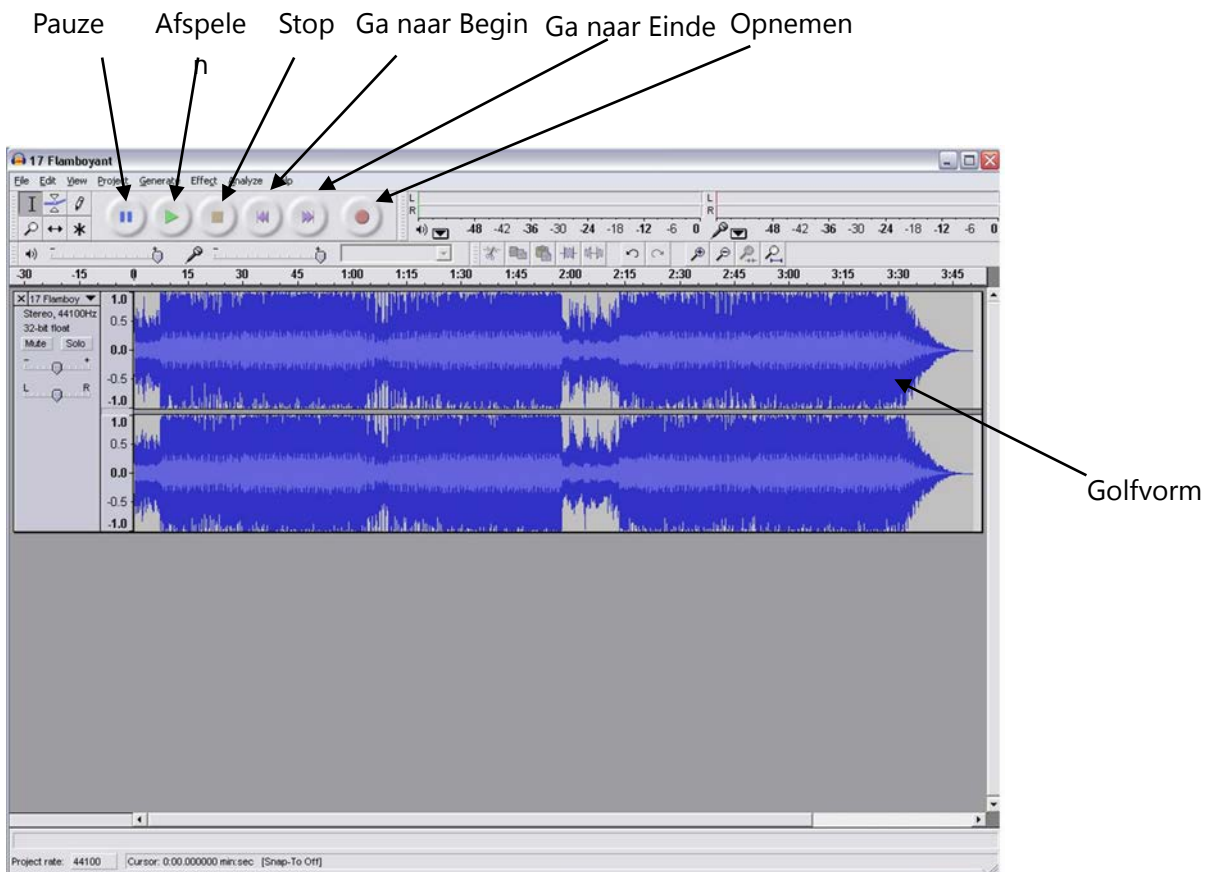 Pauze Afspele Stop Ga naar Begin Ga naar Einde Opnemen
n
17 Flamboyant
File Edit View Project Generate Effect Analyze
L
R
L
R
-48 -42 -36 -30 -24 -18 -12 -6 0
-48 -42 -36 -30 -24 -18 -12 -6 0
-30 -15 0 15 30 45 1:00 1:15 1:30 1:45 2:00 2:15 2:30 2:45 3:00 3:15 3:30 3:45
17 Flamboy
Stereo, 44100Hz
32-bit float
Mute Solo
- +
L R
1.0
0.5
0.0
-0.5
-1.0
1.0
0.5
0.0
-0.5
-1.0
Golfvorm
Project rate: 44100 Cursor: 0:00.000000 min:sec [Snap-To Off]